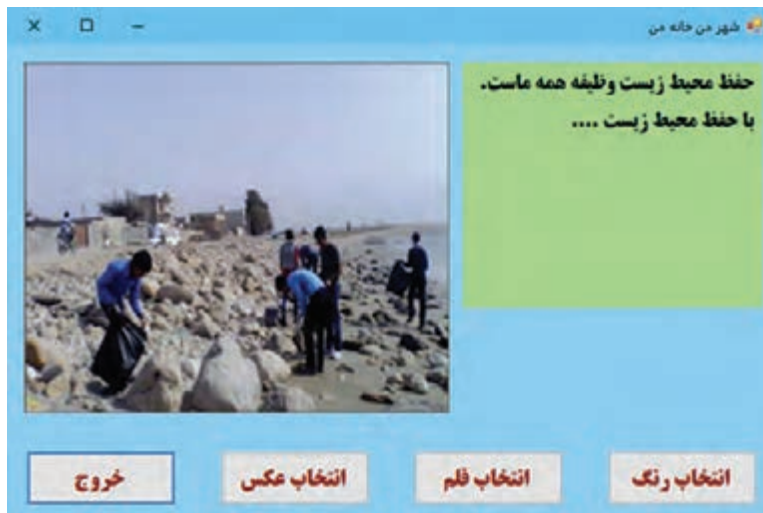 شهر من خانه من
حفظ محیط زیست وظیفه همه ماست.
با حفظ محیط زیست ....
انتخاب رنگ
انتخاب قلم
انتخاب عکس
خروج